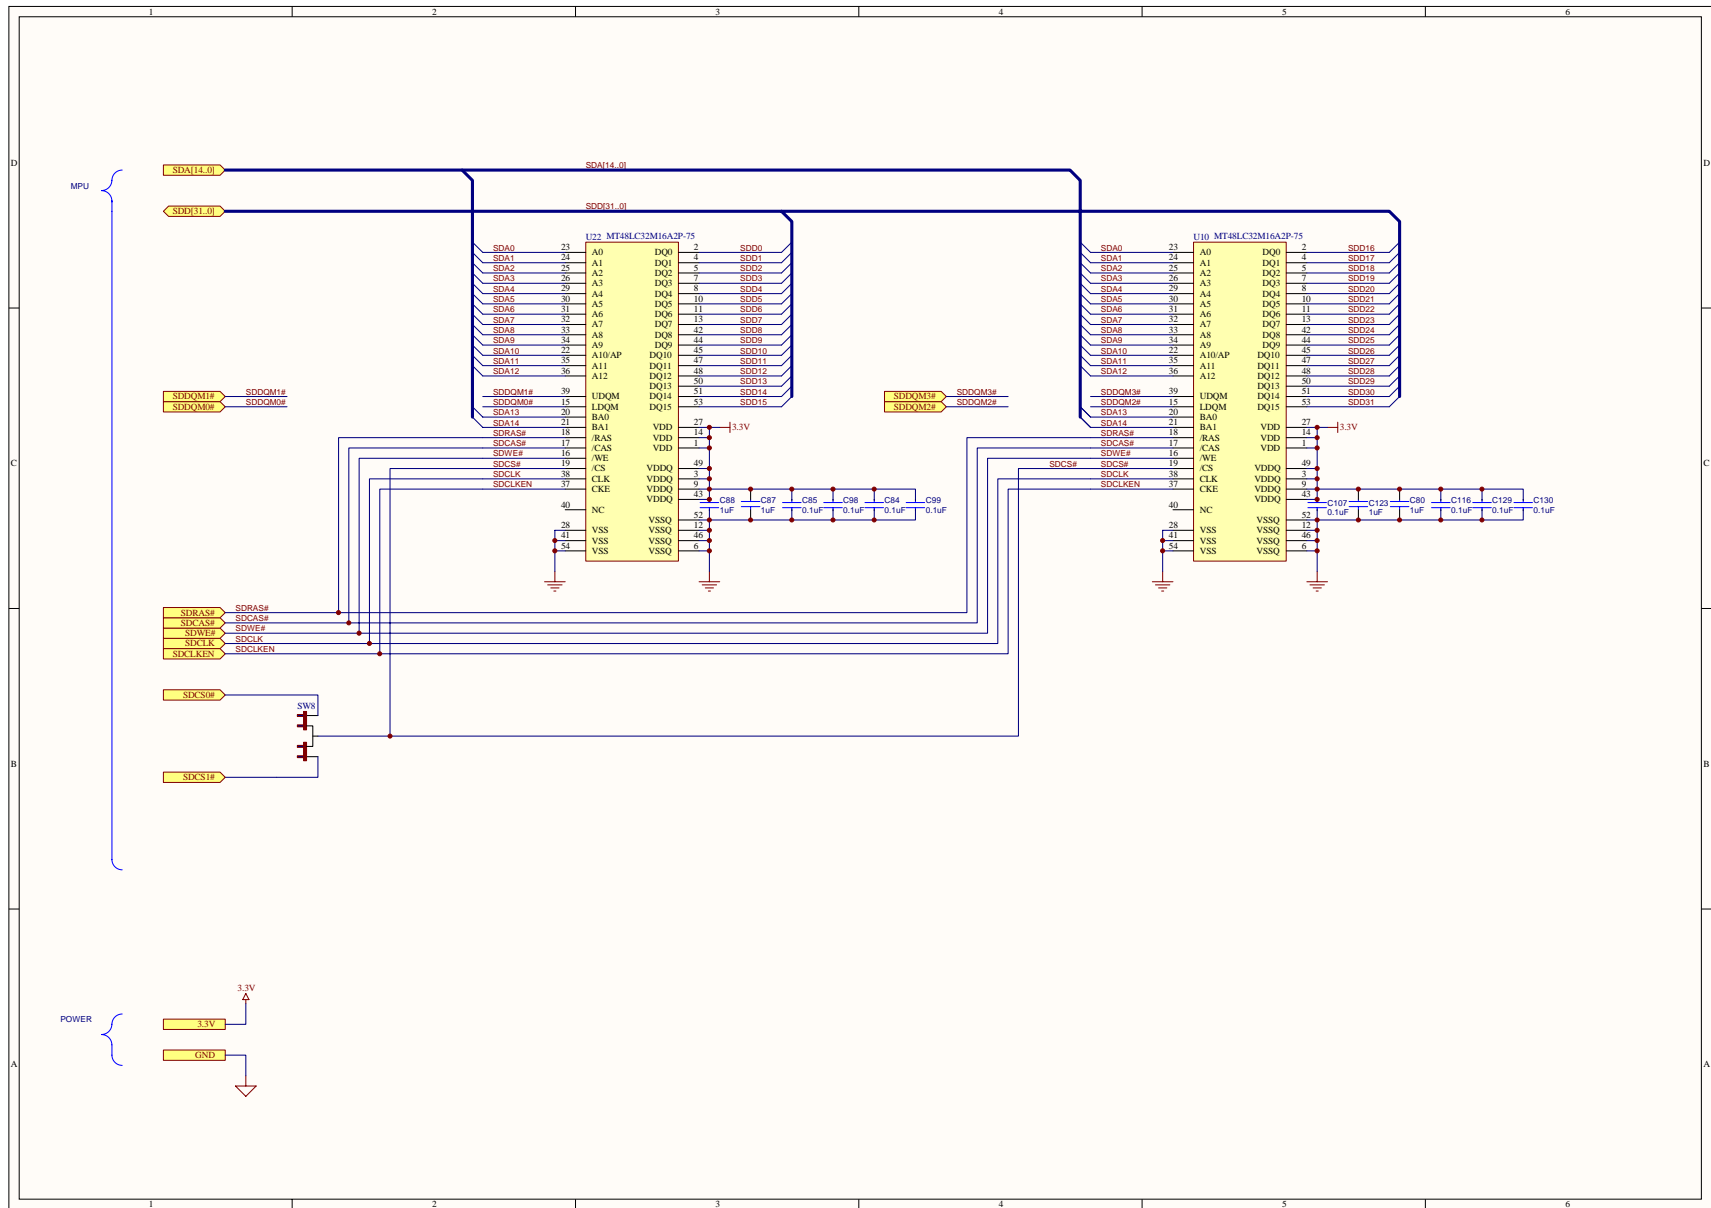 1 2 3 4 5 6
D D
C C
B B
A A
MPU
SDA[14..0] SDA[14..0]
SDD[31..0] SDD[31..0]
U22 MT48LC32M16A2P-75
SDA0 23 A0 DQ0 2 SDD0
SDA1 24 A1 DQ1 4 SDD1
SDA2 25 A2 DQ2 5 SDD2
SDA3 26 A3 DQ3 7 SDD3
SDA4 29 A4 DQ4 8 SDD4
SDA5 30 A5 DQ5 10 SDD5
SDA6 31 A6 DQ6 11 SDD6
SDA7 32 A7 DQ7 13 SDD7
SDA8 33 A8 DQ8 42 SDD8
SDA9 34 A9 DQ9 44 SDD9
SDA10 22 A10/AP DQ10 45 SDD10
SDA11 35 A11 DQ11 47 SDD11
SDA12 36 A12 DQ12 48 SDD12
DQ13 50 SDD13
SDDQM1# 39 UDQM DQ14 51 SDD14
SDDQM0# 15 LDQM DQ15 53 SDD15
SDA13 20 BA0
SDA14 21 BA1 VDD 27 3.3V
SDRAS# 18 /RAS VDD 14
SDCAS# 17 /CAS VDD 1
SDWE# 16 /WE
SDCS# 19 /CS VDDQ 49
SDCLK 38 CLK VDDQ 3
SDCLKEN 37 CKE VDDQ 9
VDDQ 43
40 NC
VSSQ 52
28 VSS VSSQ 12
41 VSS VSSQ 46
54 VSS VSSQ 6
C88 C87 C85 C98 C84 C99
1uF 1uF 0.1uF 0.1uF 0.1uF 0.1uF
U10 MT48LC32M16A2P-75
SDA0 23 A0 DQ0 2 SDD16
SDA1 24 A1 DQ1 4 SDD17
SDA2 25 A2 DQ2 5 SDD18
SDA3 26 A3 DQ3 7 SDD19
SDA4 29 A4 DQ4 8 SDD20
SDA5 30 A5 DQ5 10 SDD21
SDA6 31 A6 DQ6 11 SDD22
SDA7 32 A7 DQ7 13 SDD23
SDA8 33 A8 DQ8 42 SDD24
SDA9 34 A9 DQ9 44 SDD25
SDA10 22 A10/AP DQ10 45 SDD26
SDA11 35 A11 DQ11 47 SDD27
SDA12 36 A12 DQ12 48 SDD28
DQ13 50 SDD29
SDDQM3# 39 UDQM DQ14 51 SDD30
SDDQM2# 15 LDQM DQ15 53 SDD31
SDA13 20 BA0
SDA14 21 BA1 VDD 27 3.3V
SDRAS# 18 /RAS VDD 14
SDCAS# 17 /CAS VDD 1
SDWE# 16 /WE
SDCS# SDCS# 19 /CS VDDQ 49
SDCLK 38 CLK VDDQ 3
SDCLKEN 37 CKE VDDQ 9
VDDQ 43
40 NC
VSSQ 52
28 VSS VSSQ 12
41 VSS VSSQ 46
54 VSS VSSQ 6
C107 C123 C80 C116 C129 C130
0.1uF 1uF 1uF 0.1uF 0.1uF 0.1uF
SDDQM1# SDDQM1#
SDDQM0# SDDQM0#
SDDQM3# SDDQM3#
SDDQM2# SDDQM2#
SDRAS# SDRAS#
SDCAS# SDCAS#
SDWE# SDWE#
SDCLK SDCLK
SDCLKEN SDCLKEN
SDCS0#
SW8
SDCS1#
3.3V
POWER
3.3V
GND
1 2 3 4 5 6